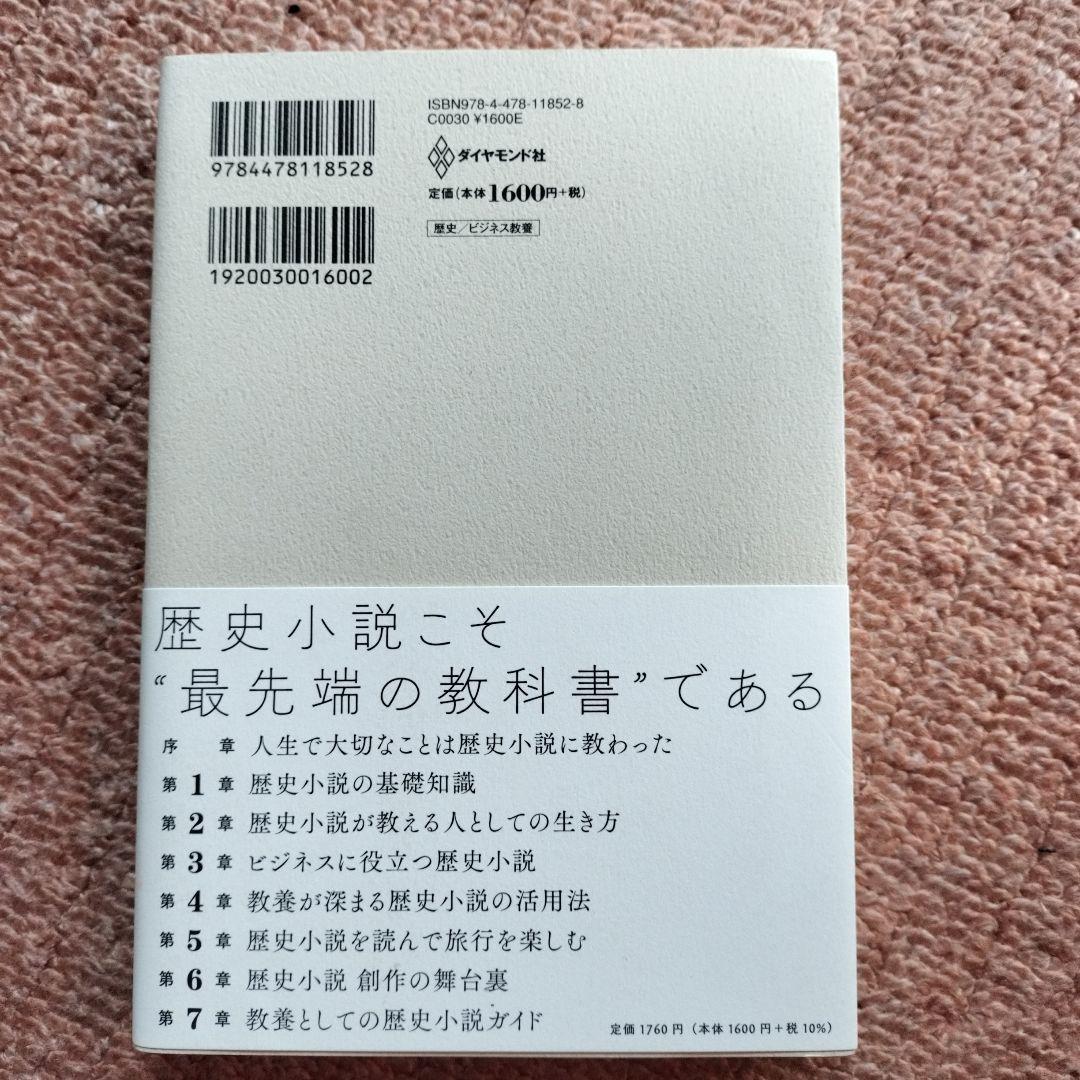 ISBN978-4-478-11852-8
C0030 ¥1600E
9784478118528
ダイヤモンド社
定価(本体1600円+税)
歴史/ビジネス教養
1920030016002
歴史小説こそ
“最先端の教科書”である
序章 人生で大切なことは歴史小説に教わった
第1章 歴史小説の基礎知識
第2章 歴史小説が教える人としての生き方
第3章 ビジネスに役立つ歴史小説
第4章 教養が深まる歴史小説の活用法
第5章 歴史小説を読んで旅行を楽しむ
第6章 歴史小説 創作の舞台裏
第7章 教養としての歴史小説ガイド
定価1760円(本体1600円+税10%)